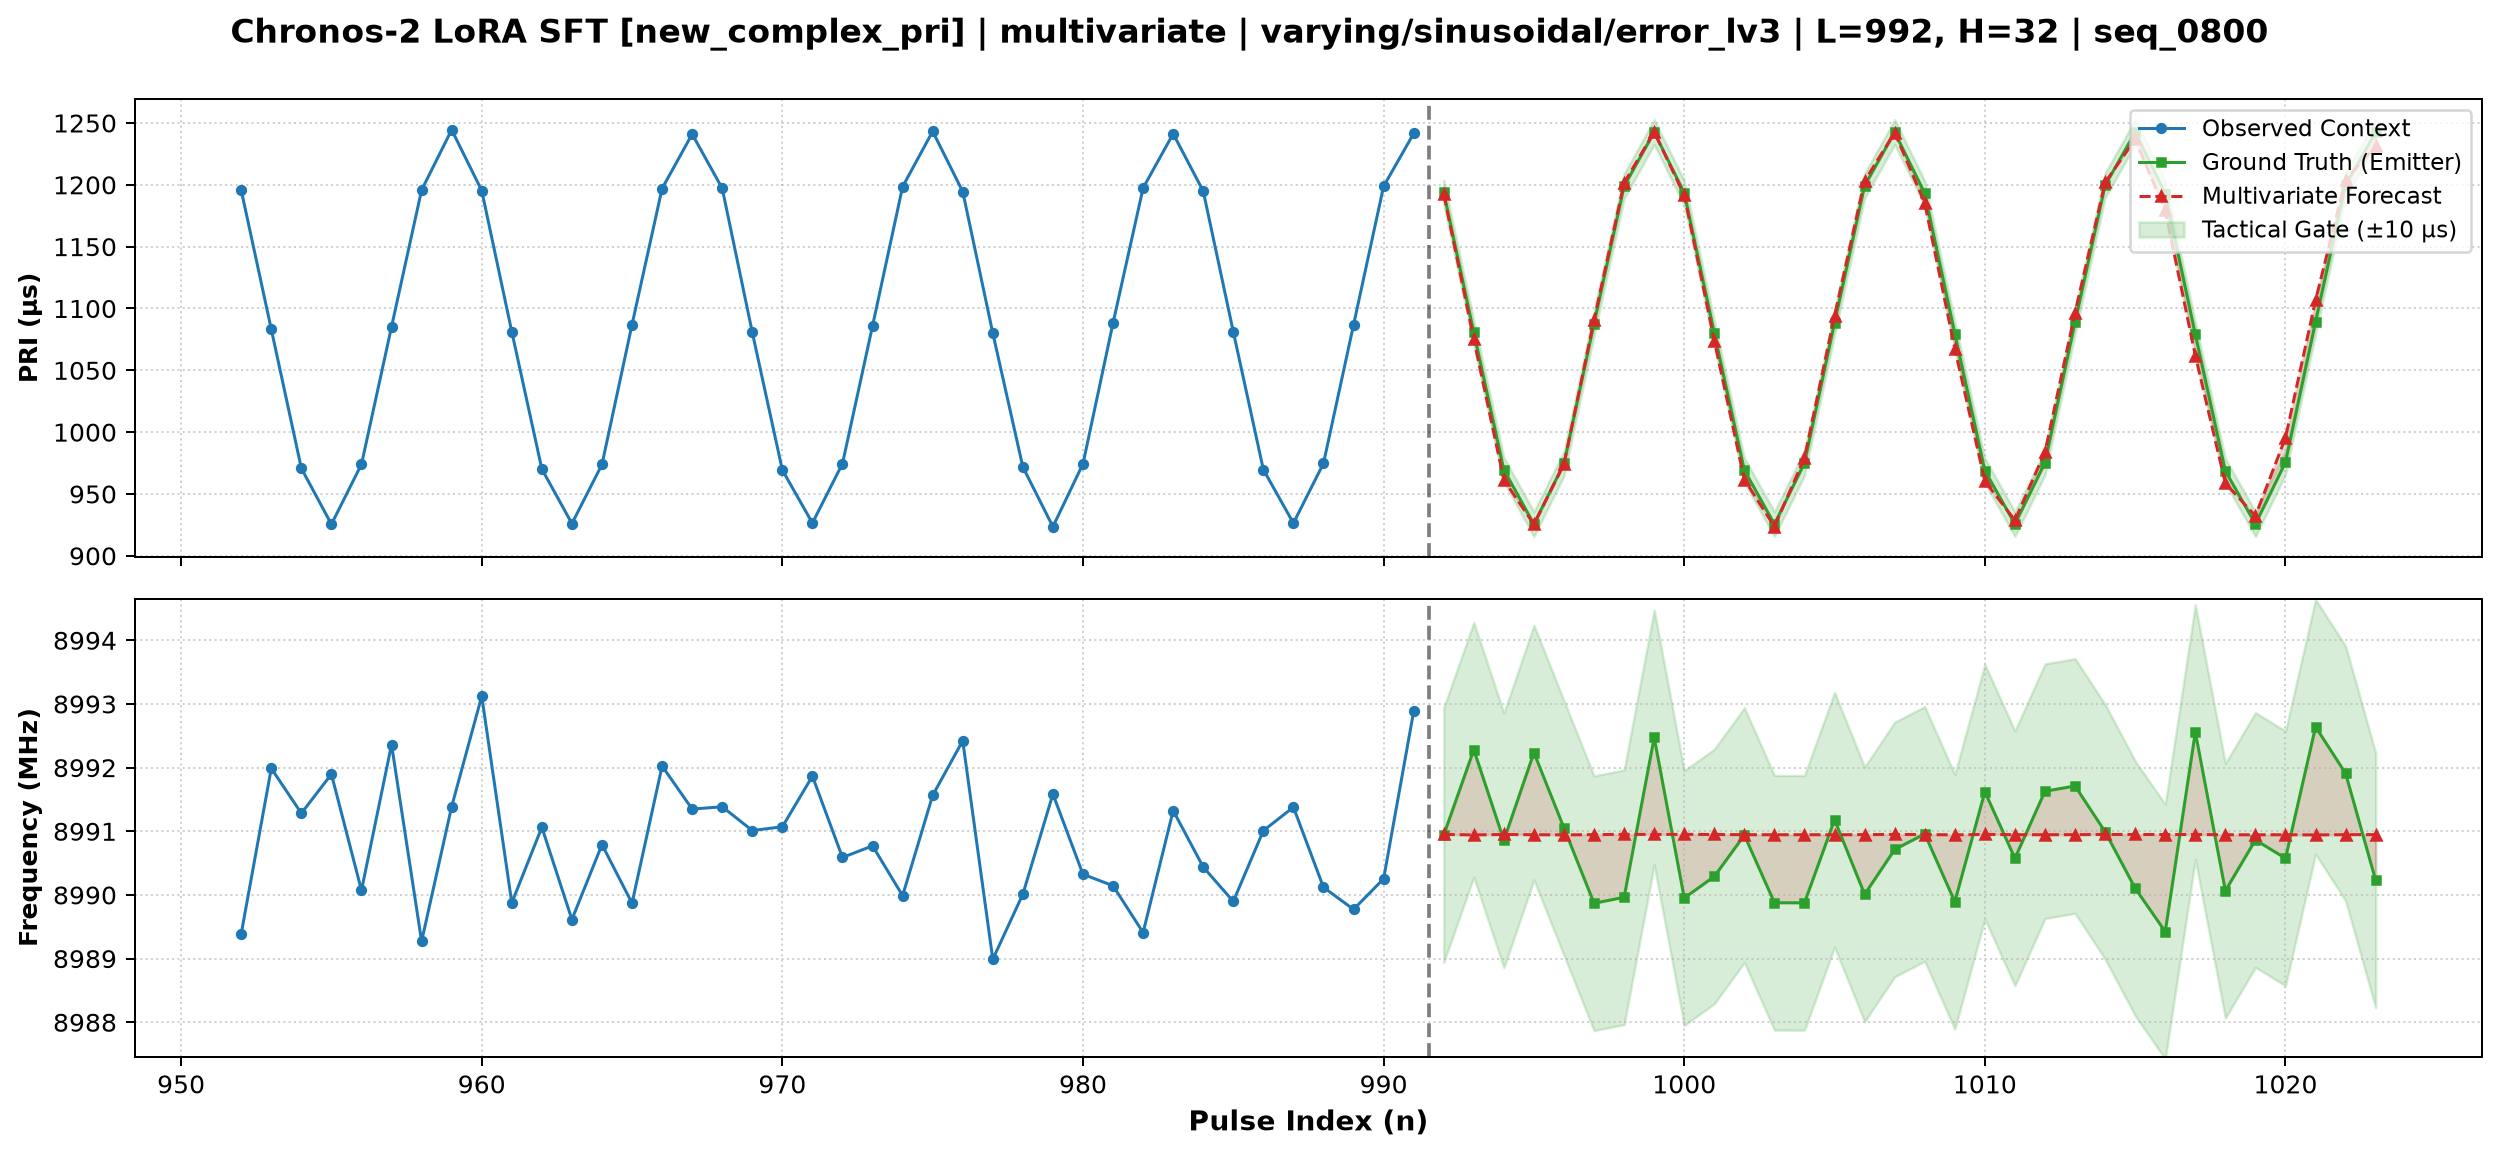 Chronos-2 LoRA SFT [new_complex_pri] | multivariate | varying/sinusoidal/error_lv3 | L=992, H=32 | seq_0800
1250
1200
1150
1100
1050
1000
950
900
PRI (µs)
Observed Context
Ground Truth (Emitter)
Multivariate Forecast
Tactical Gate (±10 µs)
8994
8993
8992
8991
8990
8989
8988
Frequency (MHz)
950 960 970 980 990 1000 1010 1020
Pulse Index (n)